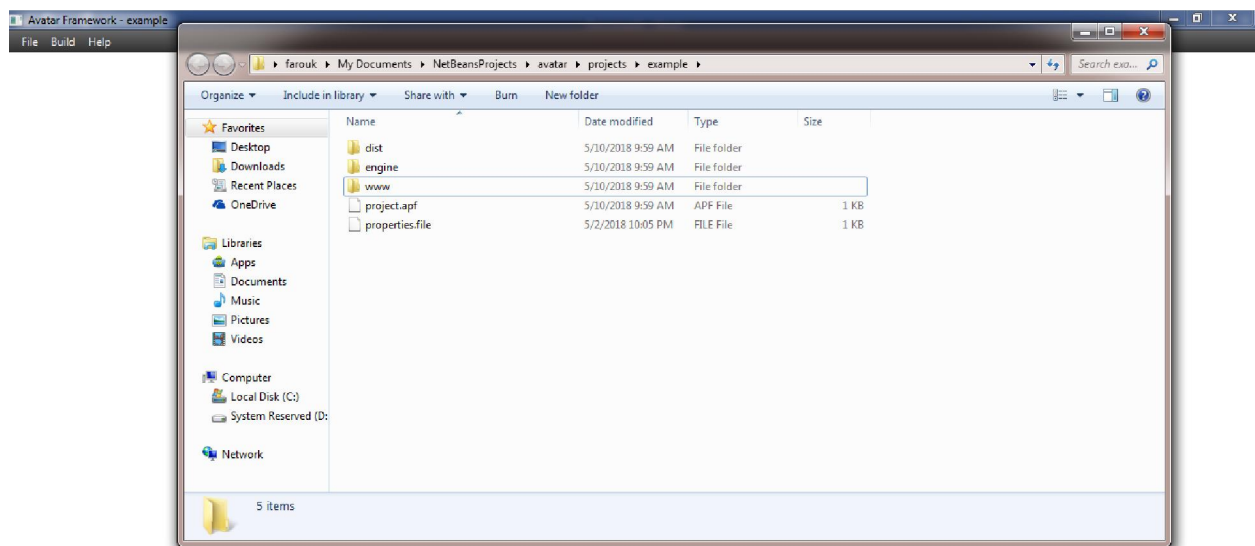 Avatar Framework - example
File Build Help
farouk ▸ My Documents ▸ NetBeansProjects ▸ avatar ▸ projects ▸ example ▸
Search exa...
Organize Include in library Share with Burn New folder
Name Date modified Type Size
Favorites
Desktop
Downloads
Recent Places
OneDrive
Libraries
Apps
Documents
Music
Pictures
Videos
Computer
Local Disk (C:)
System Reserved (D:
Network
dist 5/10/2018 9:59 AM File folder
engine 5/10/2018 9:59 AM File folder
www 5/10/2018 9:59 AM File folder
project.apf 5/10/2018 9:59 AM APF File 1 KB
properties.file 5/2/2018 10:05 PM FILE File 1 KB
5 items